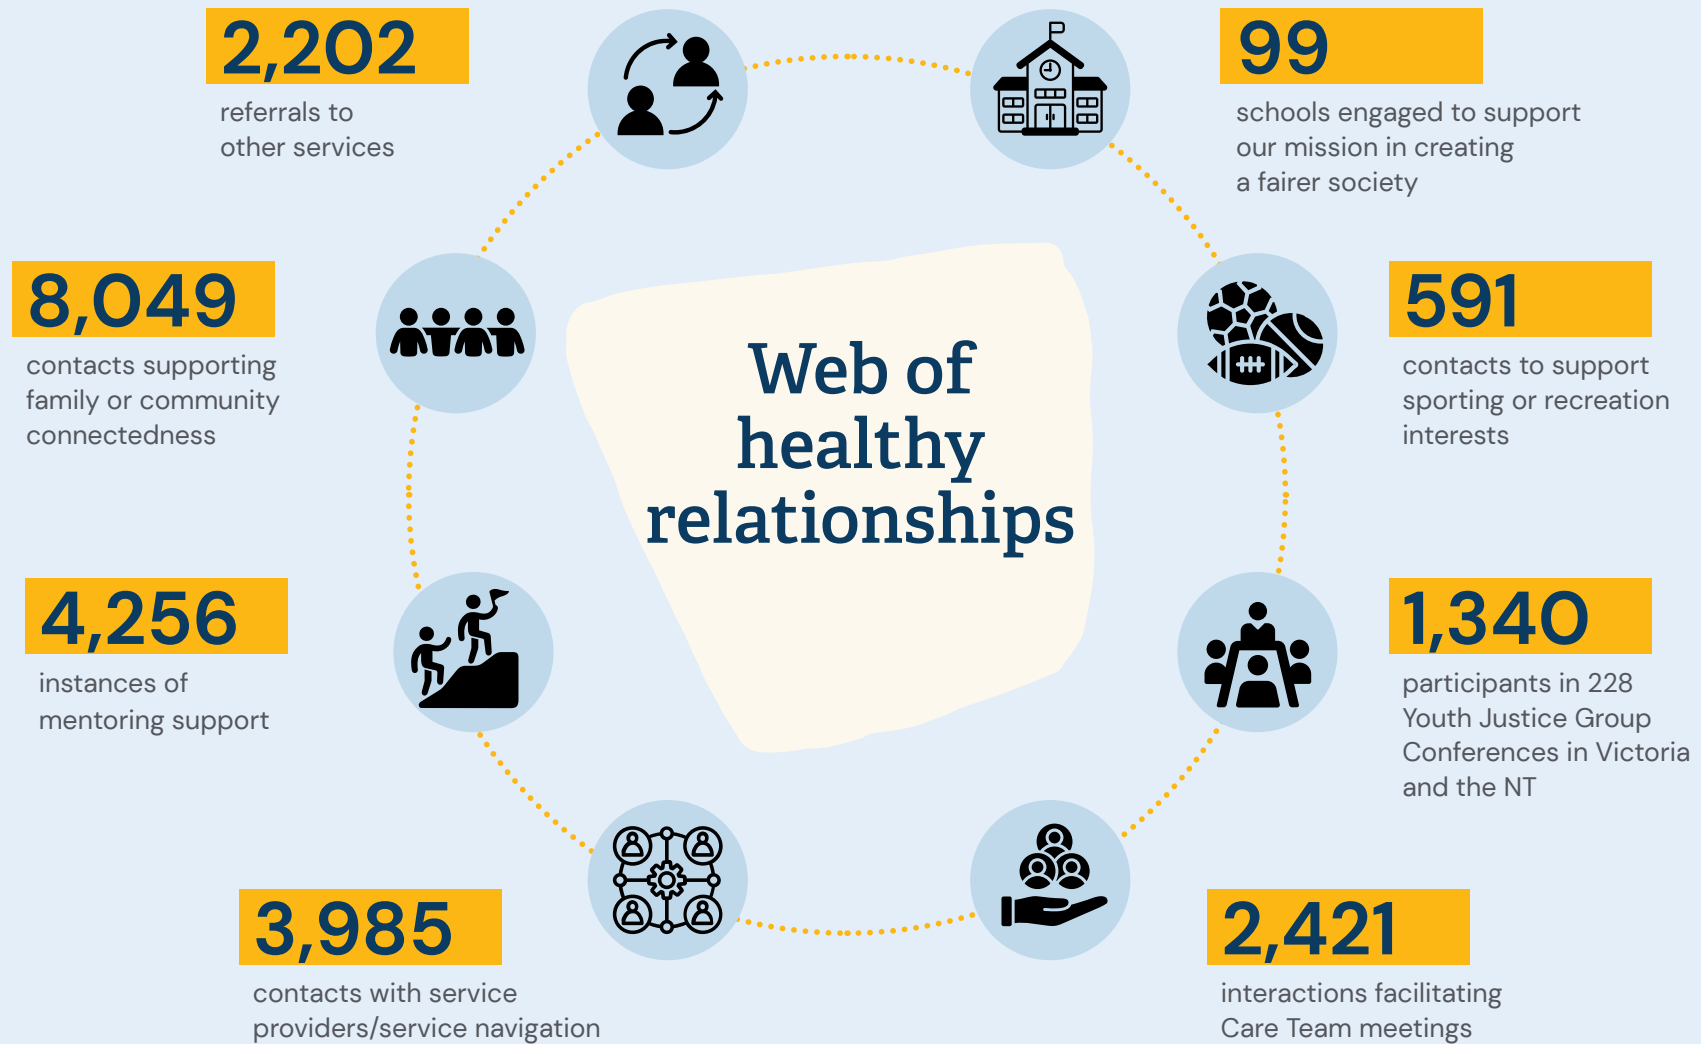 2,202
referrals to
other services
99
schools engaged to support
our mission in creating
a fairer society
8,049
contacts supporting
family or community
connectedness
591
contacts to support
sporting or recreation
interests
Web of
healthy
relationships
4,256
instances of
mentoring support
1,340
participants in 228
Youth Justice Group
Conferences in Victoria
and the NT
3,985
contacts with service
providers/service navigation
2,421
interactions facilitating
Care Team meetings